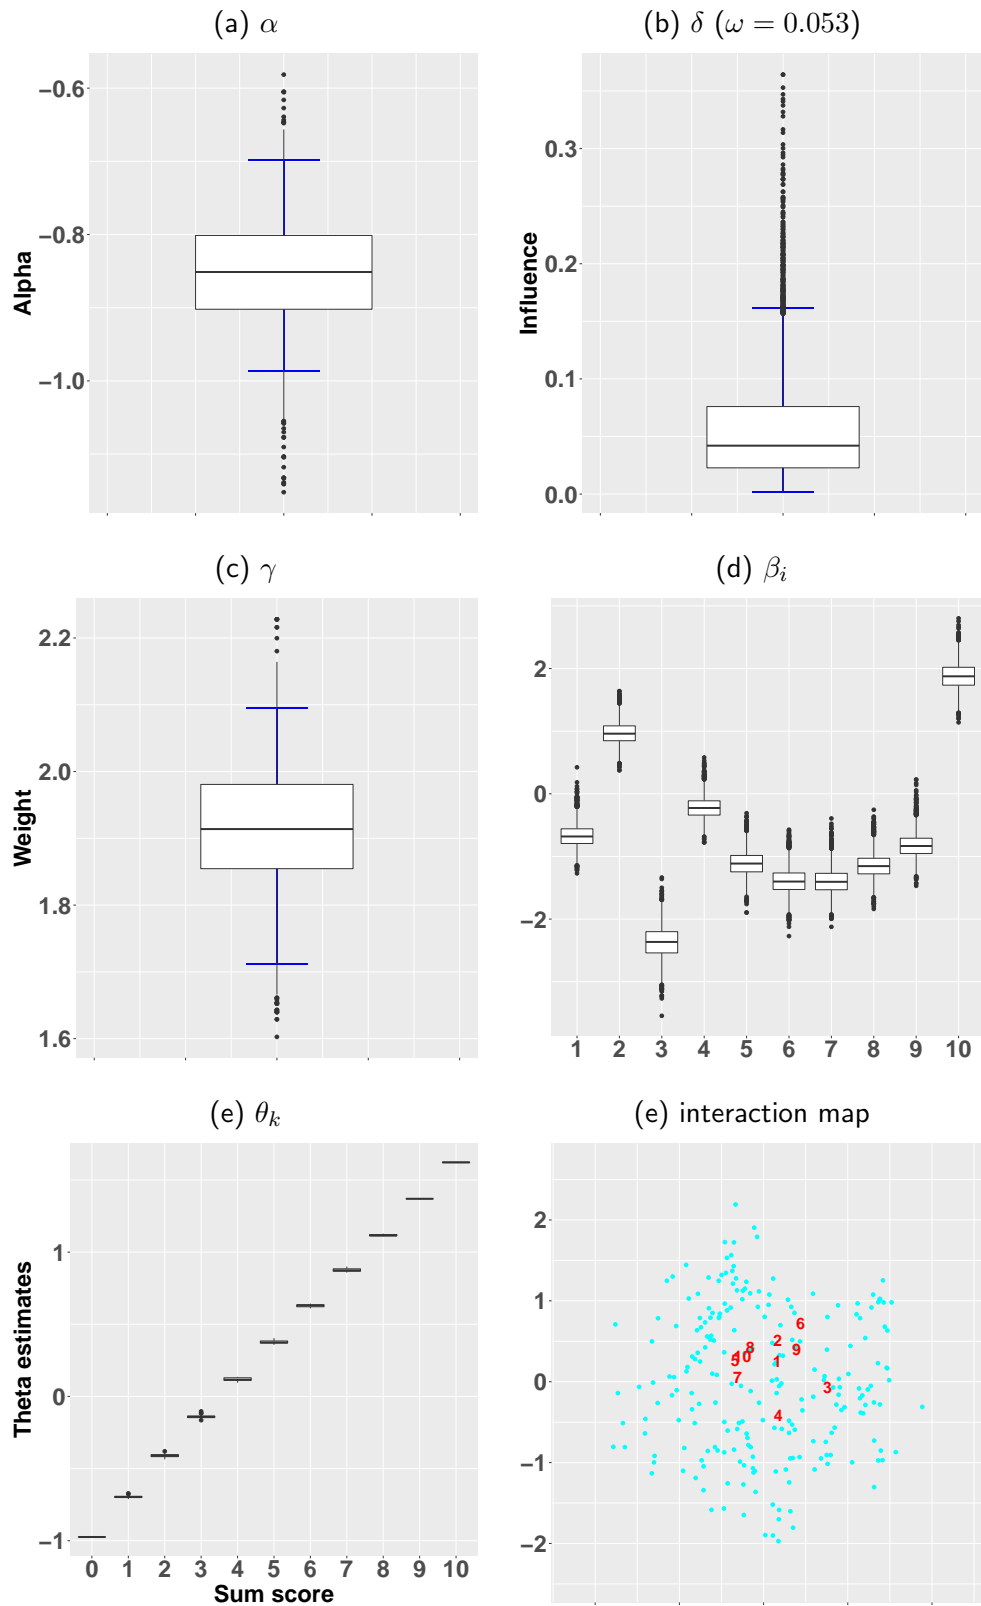 (a) α
(b) δ (ω = 0.053)
−0.6
−0.8
−1.0
Alpha
0.3
0.2
0.1
0.0
Influence
(c) γ
(d) βᵢ
2.2
2.0
1.8
1.6
Weight
2
0
−2
1 2 3 4 5 6 7 8 9 10
(e) θₖ
(e) interaction map
1
0
−1
Theta estimates
0 1 2 3 4 5 6 7 8 9 10
Sum score
2
1
0
−1
−2
6
2
8
9
5
10
1
7
3
4